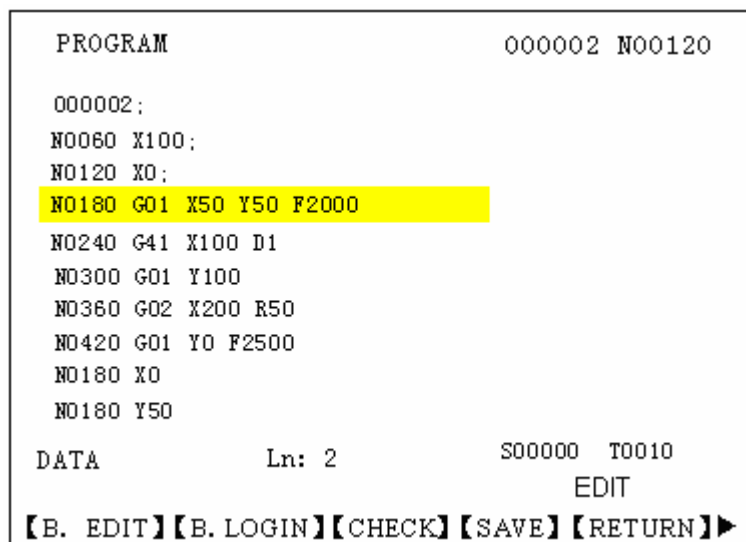 PROGRAM 000002 N00120
000002;
N0060 X100;
N0120 X0;
N0180 G01 X50 Y50 F2000
N0240 G41 X100 D1
N0300 G01 Y100
N0360 G02 X200 R50
N0420 G01 Y0 F2500
N0180 X0
N0180 Y50
DATA Ln: 2 S00000 T0010
EDIT
【B. EDIT】【B.LOGIN】【CHECK】【SAVE】【RETURN】▶